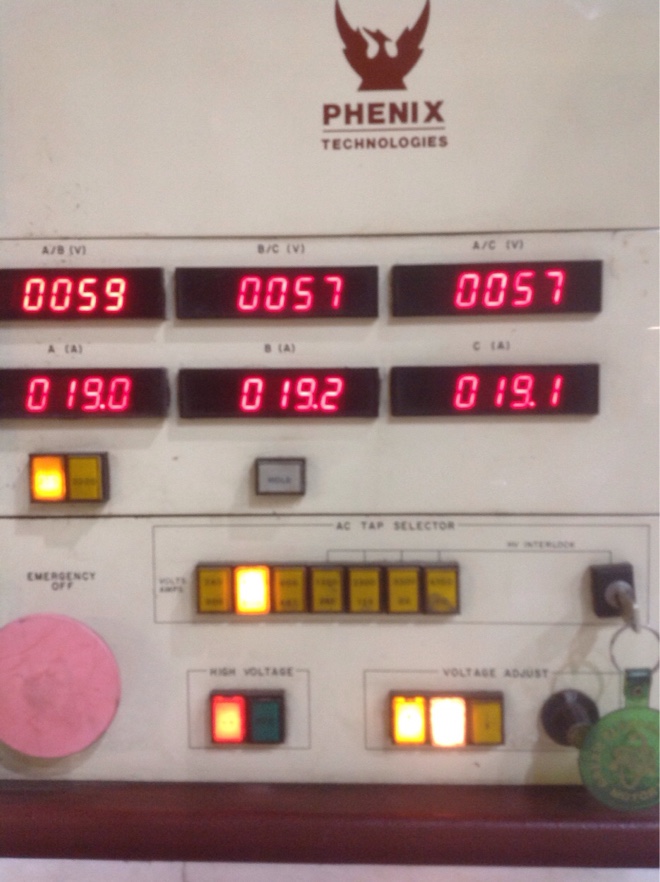 PHENIX
TECHNOLOGIES
A/B (V) B/C (V) A/C (V)
0059 0057 0057
A (A) B (A) C (A)
019.0 019.2 019.1
HOLD
AC TAP SELECTOR
HV INTERLOCK
EMERGENCY
OFF
VOLTS
AMPS
HIGH VOLTAGE VOLTAGE ADJUST